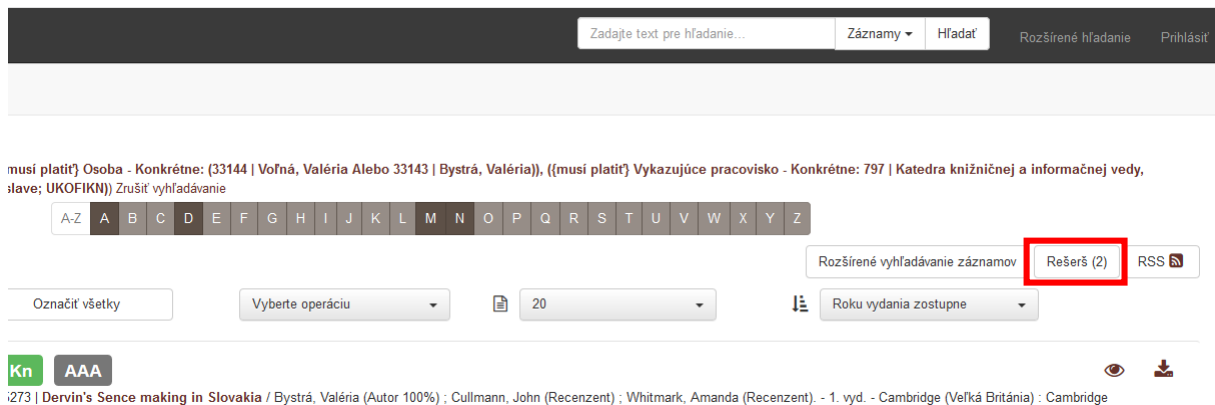 Zadajte text pre hľadanie... Záznamy Hľadať Rozšírené hľadanie Prihlásiť
musí platiť} Osoba - Konkrétne: (33144 | Voľná, Valéria Alebo 33143 | Bystrá, Valéria)), ({musí platiť} Vykazujúce pracovisko - Konkrétne: 797 | Katedra knižničnej a informačnej vedy,
slave; UKOFIKN)) Zrušiť vyhľadávanie
A-Z A B C D E F G H I J K L M N O P Q R S T U V W X Y Z
Rozšírené vyhľadávanie záznamov Rešerš (2) RSS
Označiť všetky Vyberte operáciu 20 Roku vydania zostupne
Kn AAA
5273 | Dervin's Sence making in Slovakia / Bystrá, Valéria (Autor 100%) ; Cullmann, John (Recenzent) ; Whitmark, Amanda (Recenzent). - 1. vyd. - Cambridge (Veľká Británia) : Cambridge